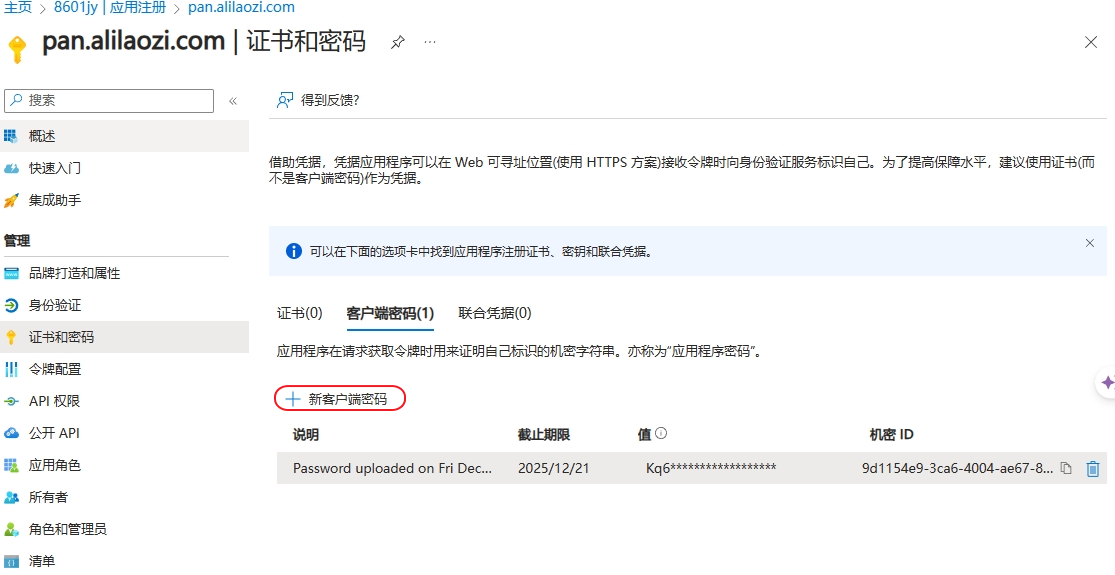 主页 > 8601jy | 应用注册 > pan.alilaozi.com
pan.alilaozi.com | 证书和密码
搜索
概述
快速入门
集成助手
管理
品牌打造和属性
身份验证
证书和密码
令牌配置
API 权限
公开 API
应用角色
所有者
角色和管理员
清单
得到反馈?
借助凭据，凭据应用程序可以在 Web 可寻址位置(使用 HTTPS 方案)接收令牌时向身份验证服务标识自己。为了提高保障水平，建议使用证书(而
不是客户端密码)作为凭据。
可以在下面的选项卡中找到应用程序注册证书、密钥和联合凭据。
证书(0) 客户端密码(1) 联合凭据(0)
应用程序在请求获取令牌时用来证明自己标识的机密字符串。亦称为“应用程序密码”。
新客户端密码
说明 截止期限 值 机密 ID
Password uploaded on Fri Dec... 2025/12/21 Kq6****************** 9d1154e9-3ca6-4004-ae67-8...